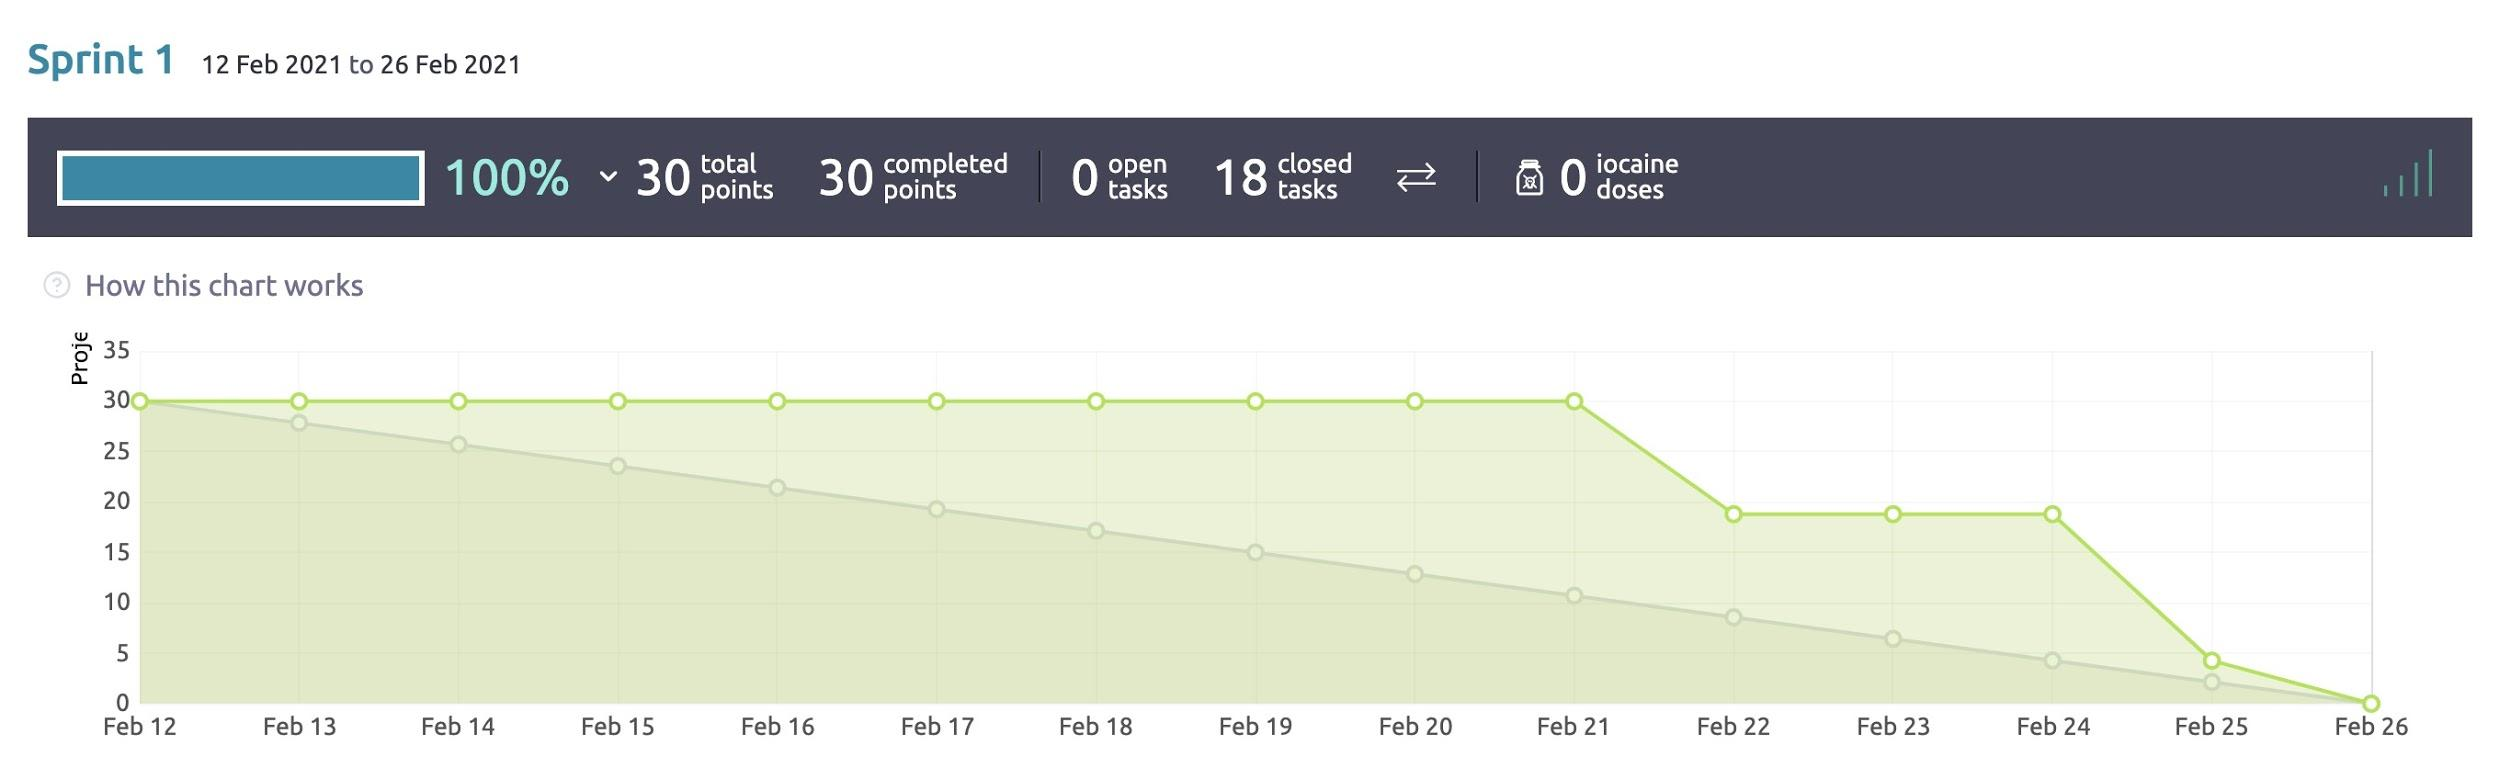 Sprint 1 12 Feb 2021 to 26 Feb 2021
100% 30 total points 30 completed points 0 open tasks 18 closed tasks 0 iocaine doses
? How this chart works
Proje
35
30
25
20
15
10
5
0
Feb 12 Feb 13 Feb 14 Feb 15 Feb 16 Feb 17 Feb 18 Feb 19 Feb 20 Feb 21 Feb 22 Feb 23 Feb 24 Feb 25 Feb 26